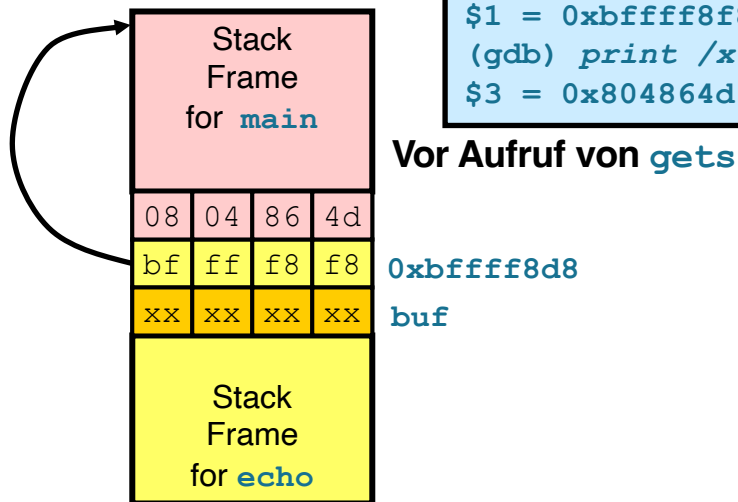 $1 = 0xbffff8f8
(gdb) print /x
$3 = 0x804864d
Vor Aufruf von gets
Stack
Frame
for main
08 04 86 4d
bf ff f8 f8 0xbffff8d8
xx xx xx xx buf
Stack
Frame
for echo